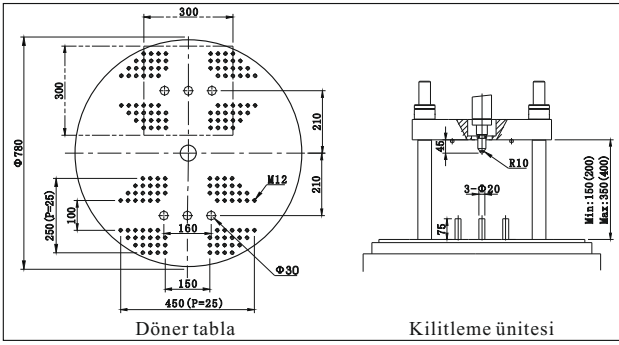 300
300
Φ780
210
210
M12
250(P=25)
100
160
150
Φ30
450(P=25)
Döner tabla
45
R10
3-Φ20
75
Min:150(200)
Max:350(400)
Kilitleme ünitesi